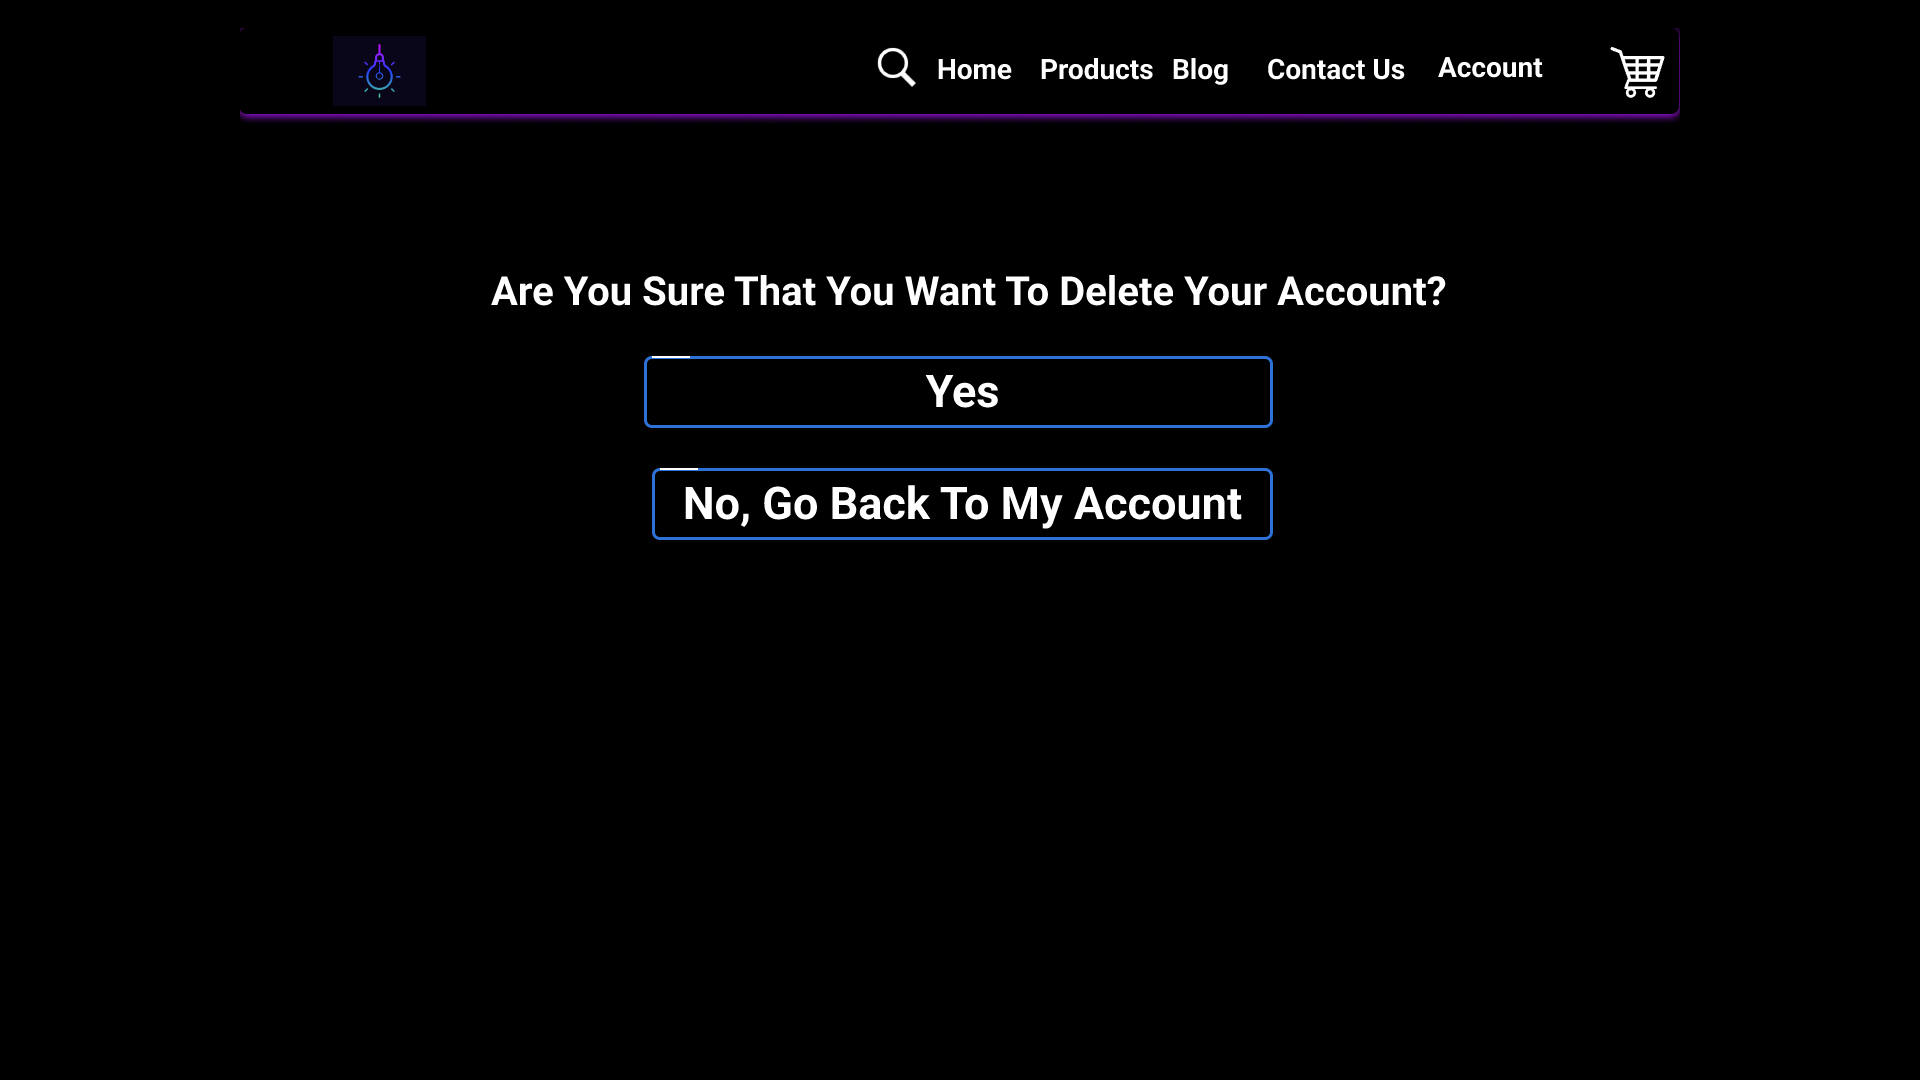 Home Products Blog Contact Us Account
Are You Sure That You Want To Delete Your Account?
Yes
No, Go Back To My Account